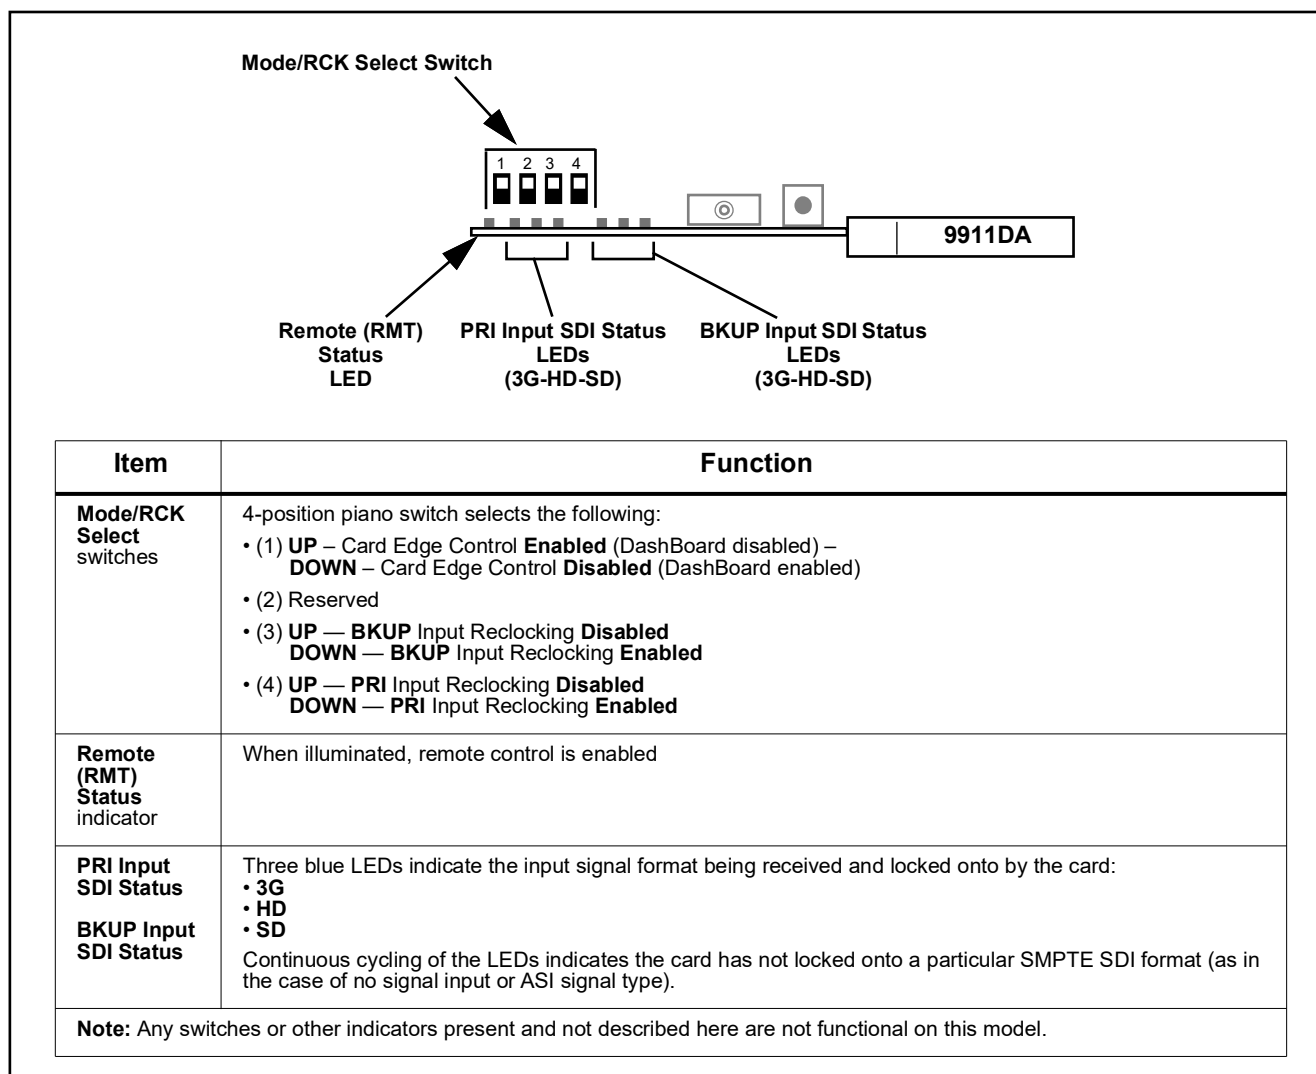 Mode/RCK Select Switch
1 2 3 4
9911DA
Remote (RMT)
Status
LED
PRI Input SDI Status
LEDs
(3G-HD-SD)
BKUP Input SDI Status
LEDs
(3G-HD-SD)
Item
Function
Mode/RCK
Select
switches
4-position piano switch selects the following:
• (1) UP – Card Edge Control Enabled (DashBoard disabled) –
DOWN – Card Edge Control Disabled (DashBoard enabled)
• (2) Reserved
• (3) UP — BKUP Input Reclocking Disabled
DOWN — BKUP Input Reclocking Enabled
• (4) UP — PRI Input Reclocking Disabled
DOWN — PRI Input Reclocking Enabled
Remote
(RMT)
Status
indicator
When illuminated, remote control is enabled
PRI Input
SDI Status
BKUP Input
SDI Status
Three blue LEDs indicate the input signal format being received and locked onto by the card:
• 3G
• HD
• SD
Continuous cycling of the LEDs indicates the card has not locked onto a particular SMPTE SDI format (as in
the case of no signal input or ASI signal type).
Note: Any switches or other indicators present and not described here are not functional on this model.